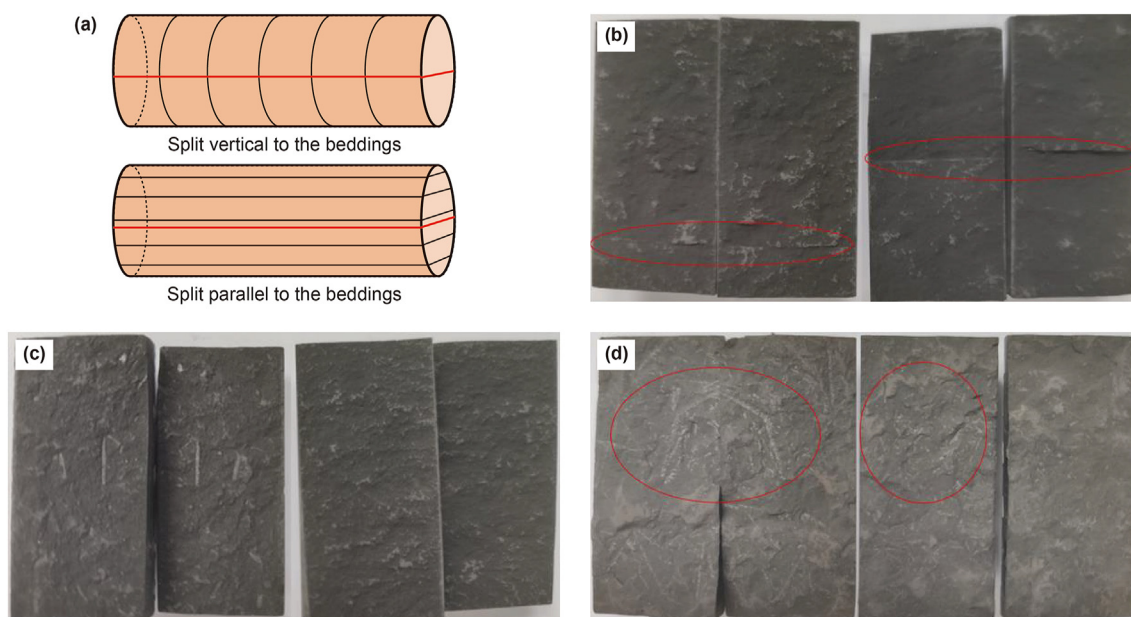 (a)
Split vertical to the beddings
Split parallel to the beddings
(b)
(c)
(d)